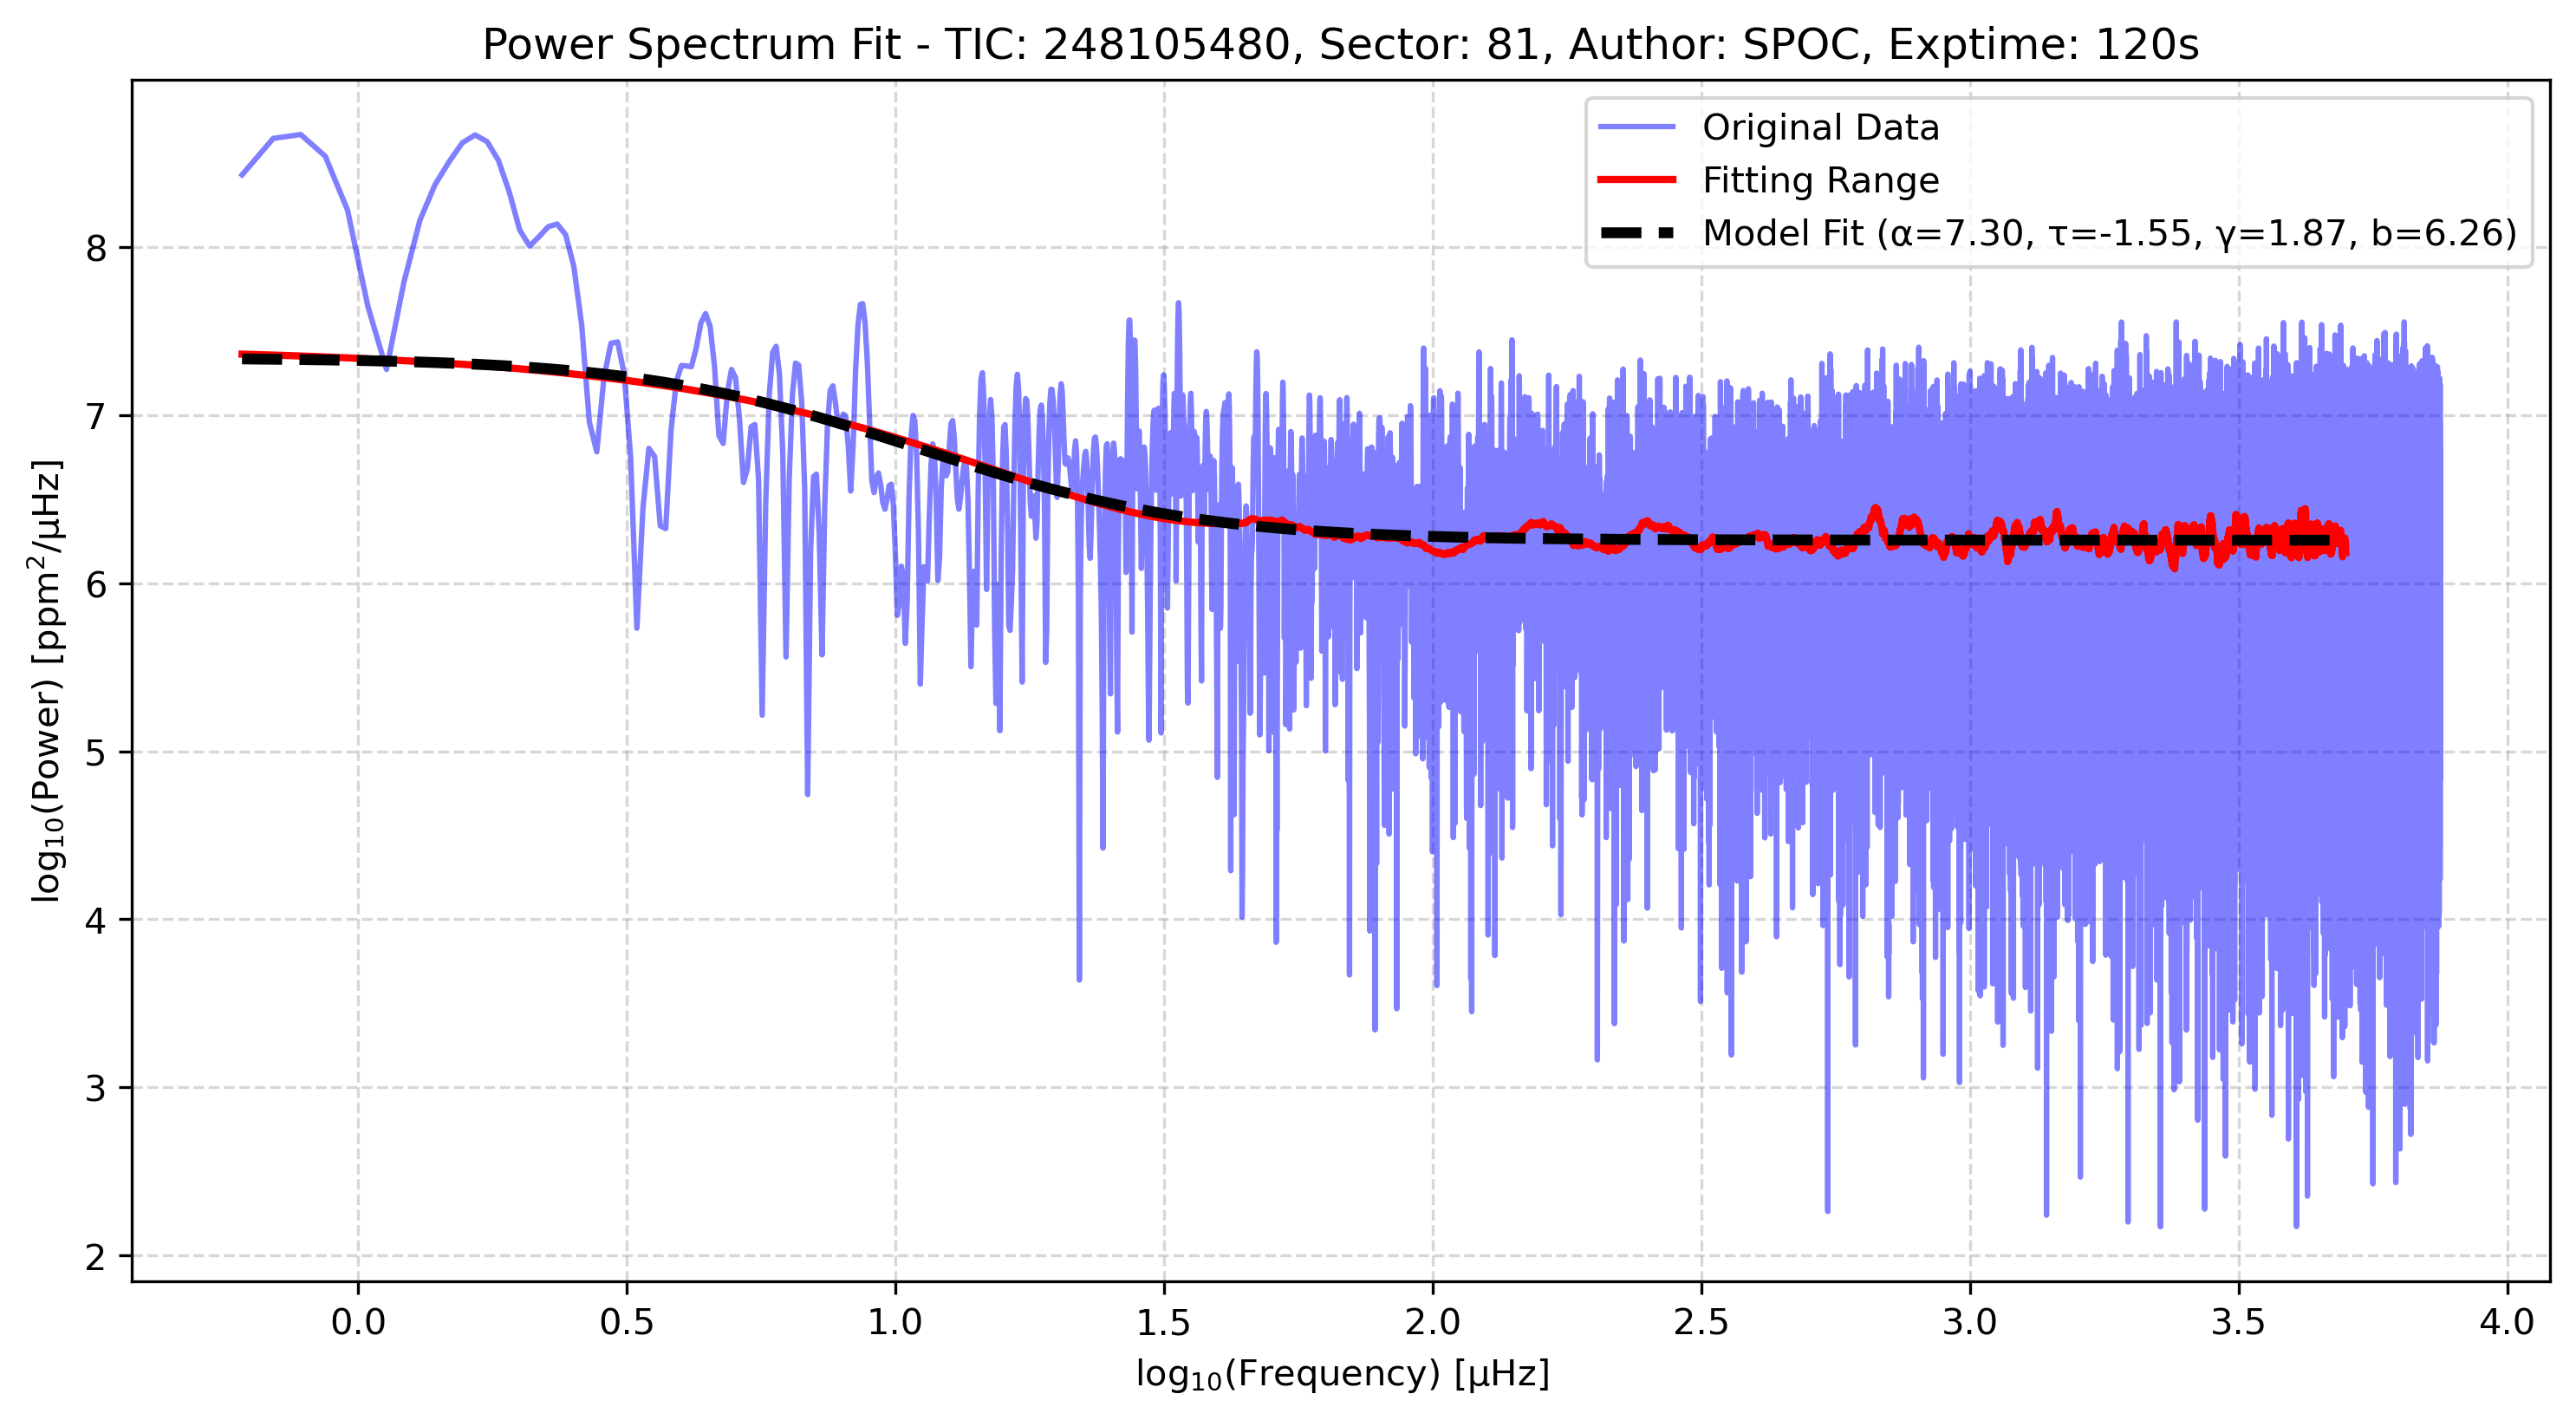 Power Spectrum Fit - TIC: 248105480, Sector: 81, Author: SPOC, Exptime: 120s
Original Data
Fitting Range
Model Fit (α=7.30, τ=-1.55, γ=1.87, b=6.26)
log₁₀(Power) [ppm²/μHz]
8
7
6
5
4
3
2
0.0 0.5 1.0 1.5 2.0 2.5 3.0 3.5 4.0
log₁₀(Frequency) [μHz]